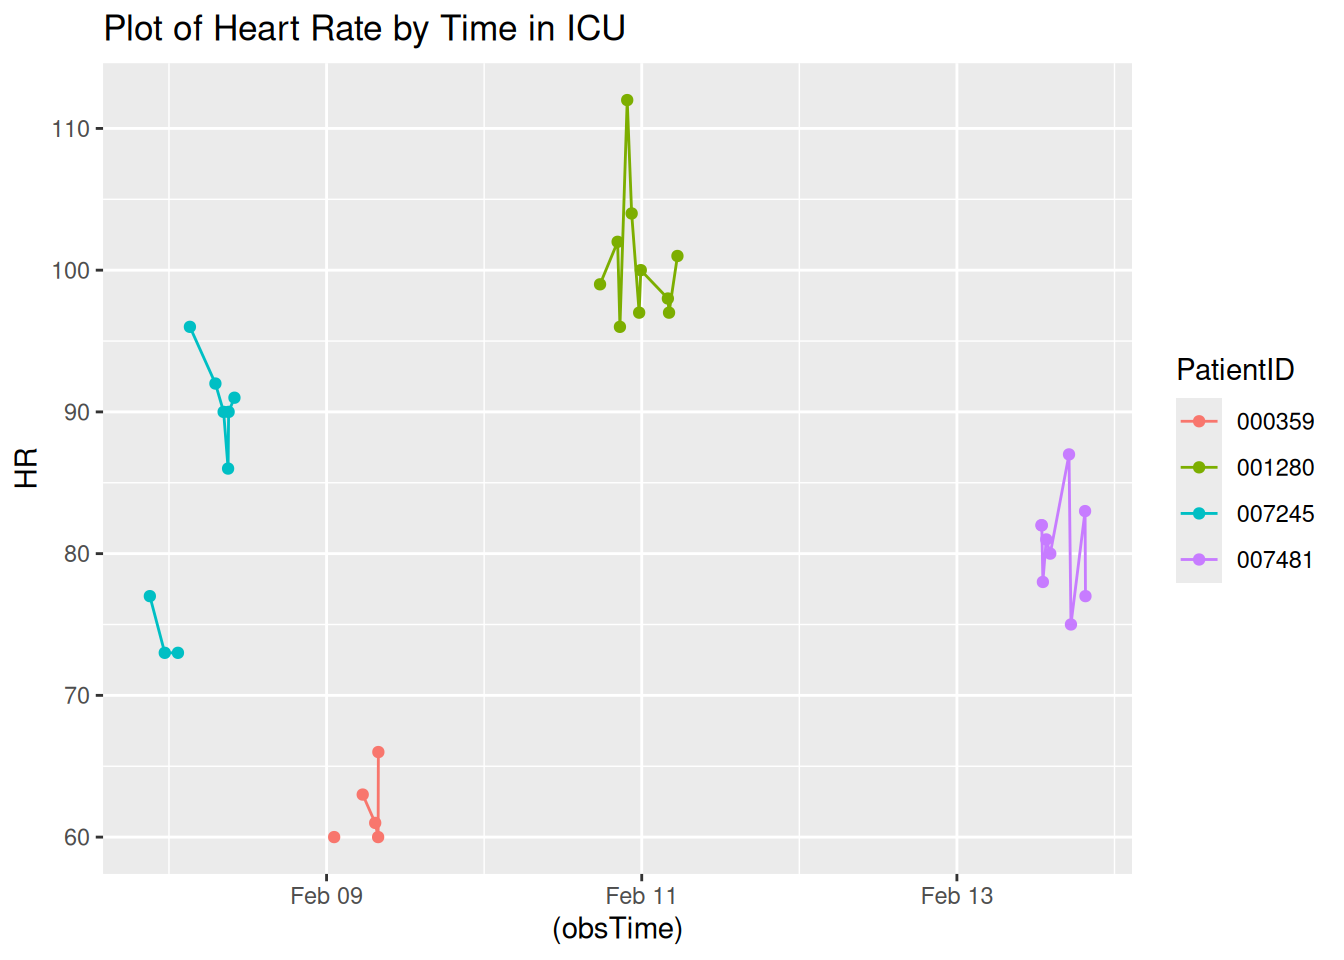 Plot of Heart Rate by Time in ICU
110
100
90
80
70
60
HR
Feb 09
Feb 11
Feb 13
(obsTime)
PatientID
000359
001280
007245
007481